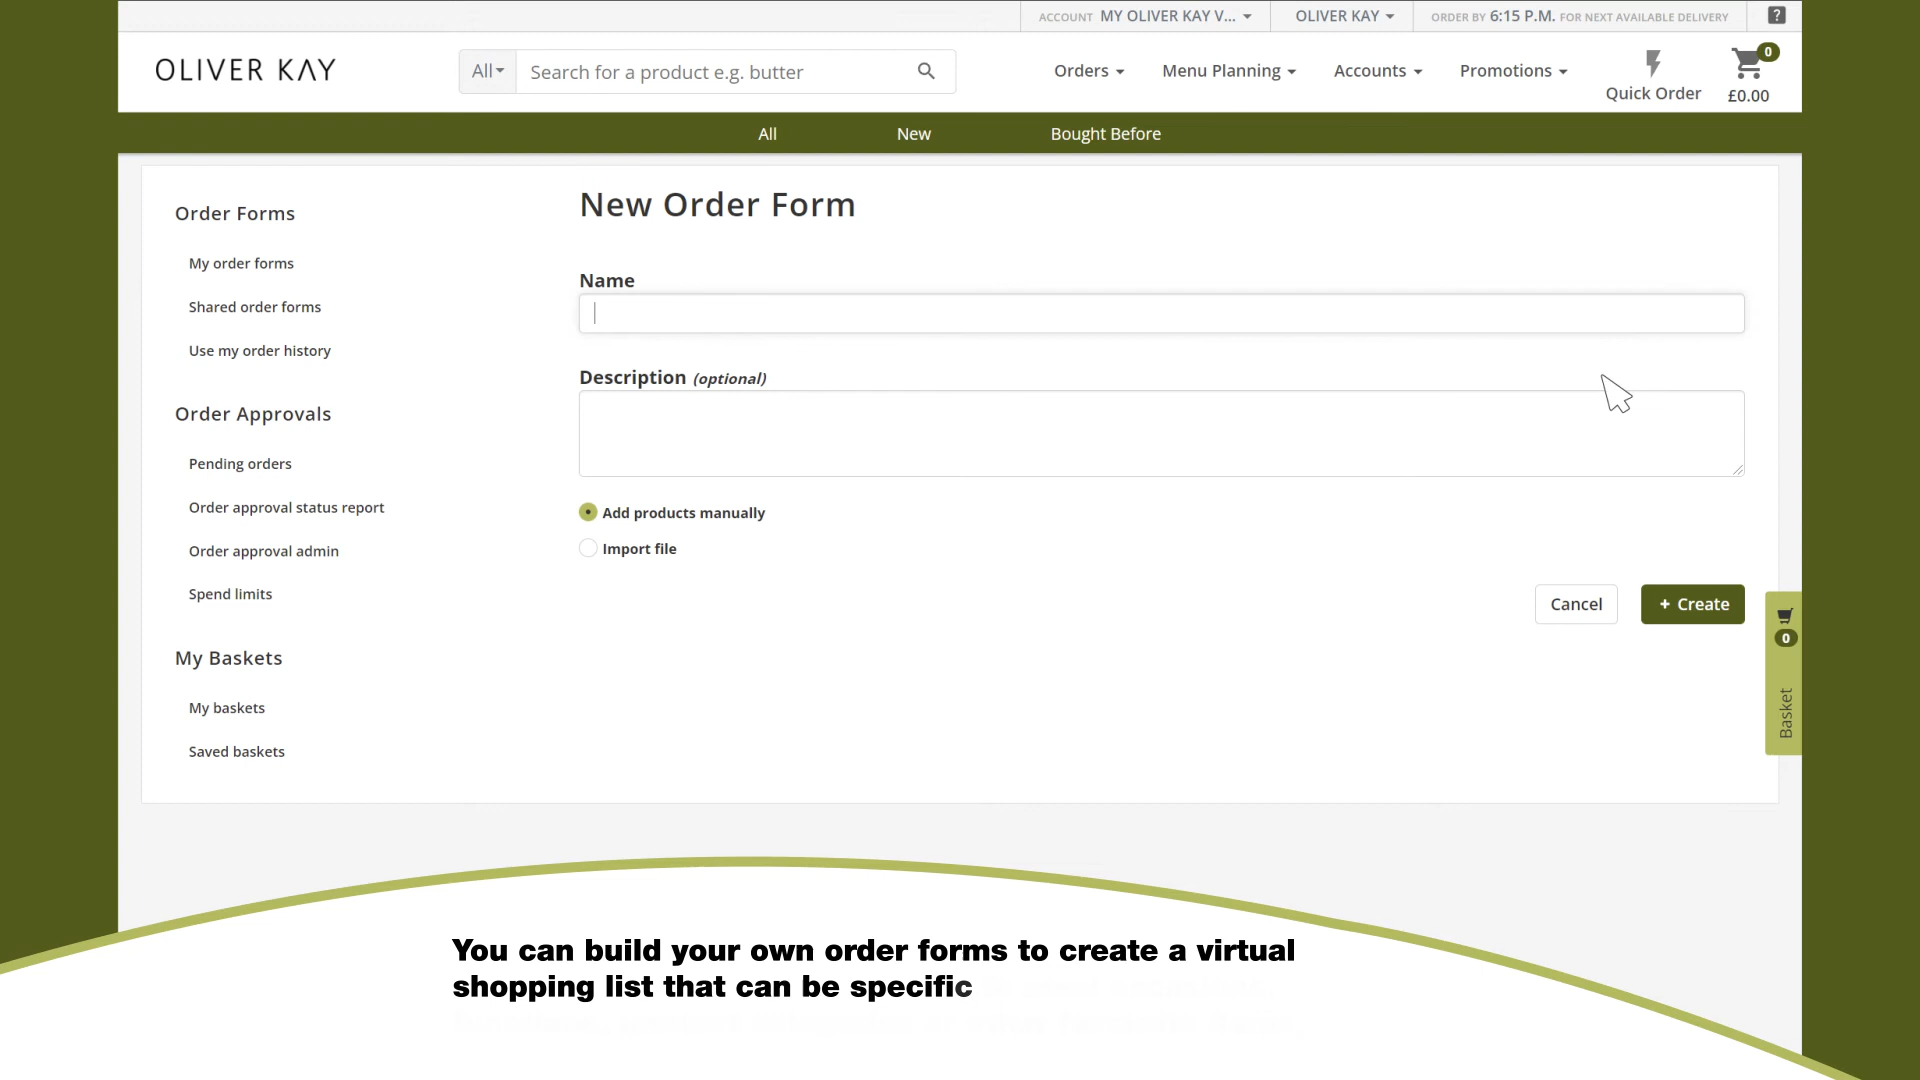 ACCOUNT MY OLIVER KAY V... OLIVER KAY ORDER BY 6:15 P.M. FOR NEXT AVAILABLE DELIVERY ?
OLIVER KAY
All Search for a product e.g. butter
Orders Menu Planning Accounts Promotions
Quick Order
0
£0.00
All New Bought Before
Order Forms
My order forms
Shared order forms
Use my order history
Order Approvals
Pending orders
Order approval status report
Order approval admin
Spend limits
My Baskets
My baskets
Saved baskets
New Order Form
Name
Description (optional)
Add products manually
Import file
Cancel + Create
0
Basket
You can build your own order forms to create a virtual
shopping list that can be specific